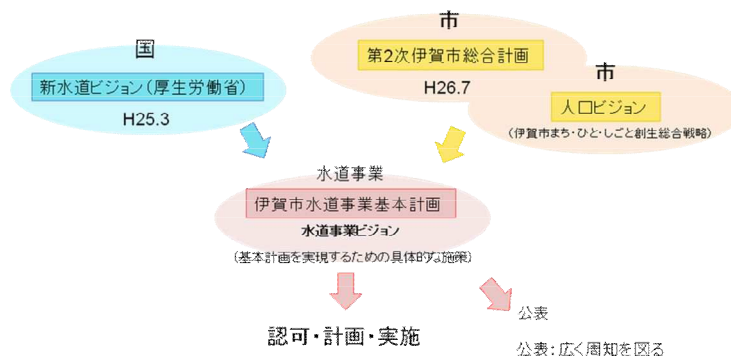 国
新水道ビジョン(厚生労働省)
H25.3
市
第2次伊賀市総合計画
H26.7
市
人口ビジョン
(伊賀市まち・ひと・しごと創生総合戦略)
水道事業
伊賀市水道事業基本計画
水道事業ビジョン
(基本計画を実現するための具体的な施策)
認可・計画・実施
公表
公表:広く周知を図る